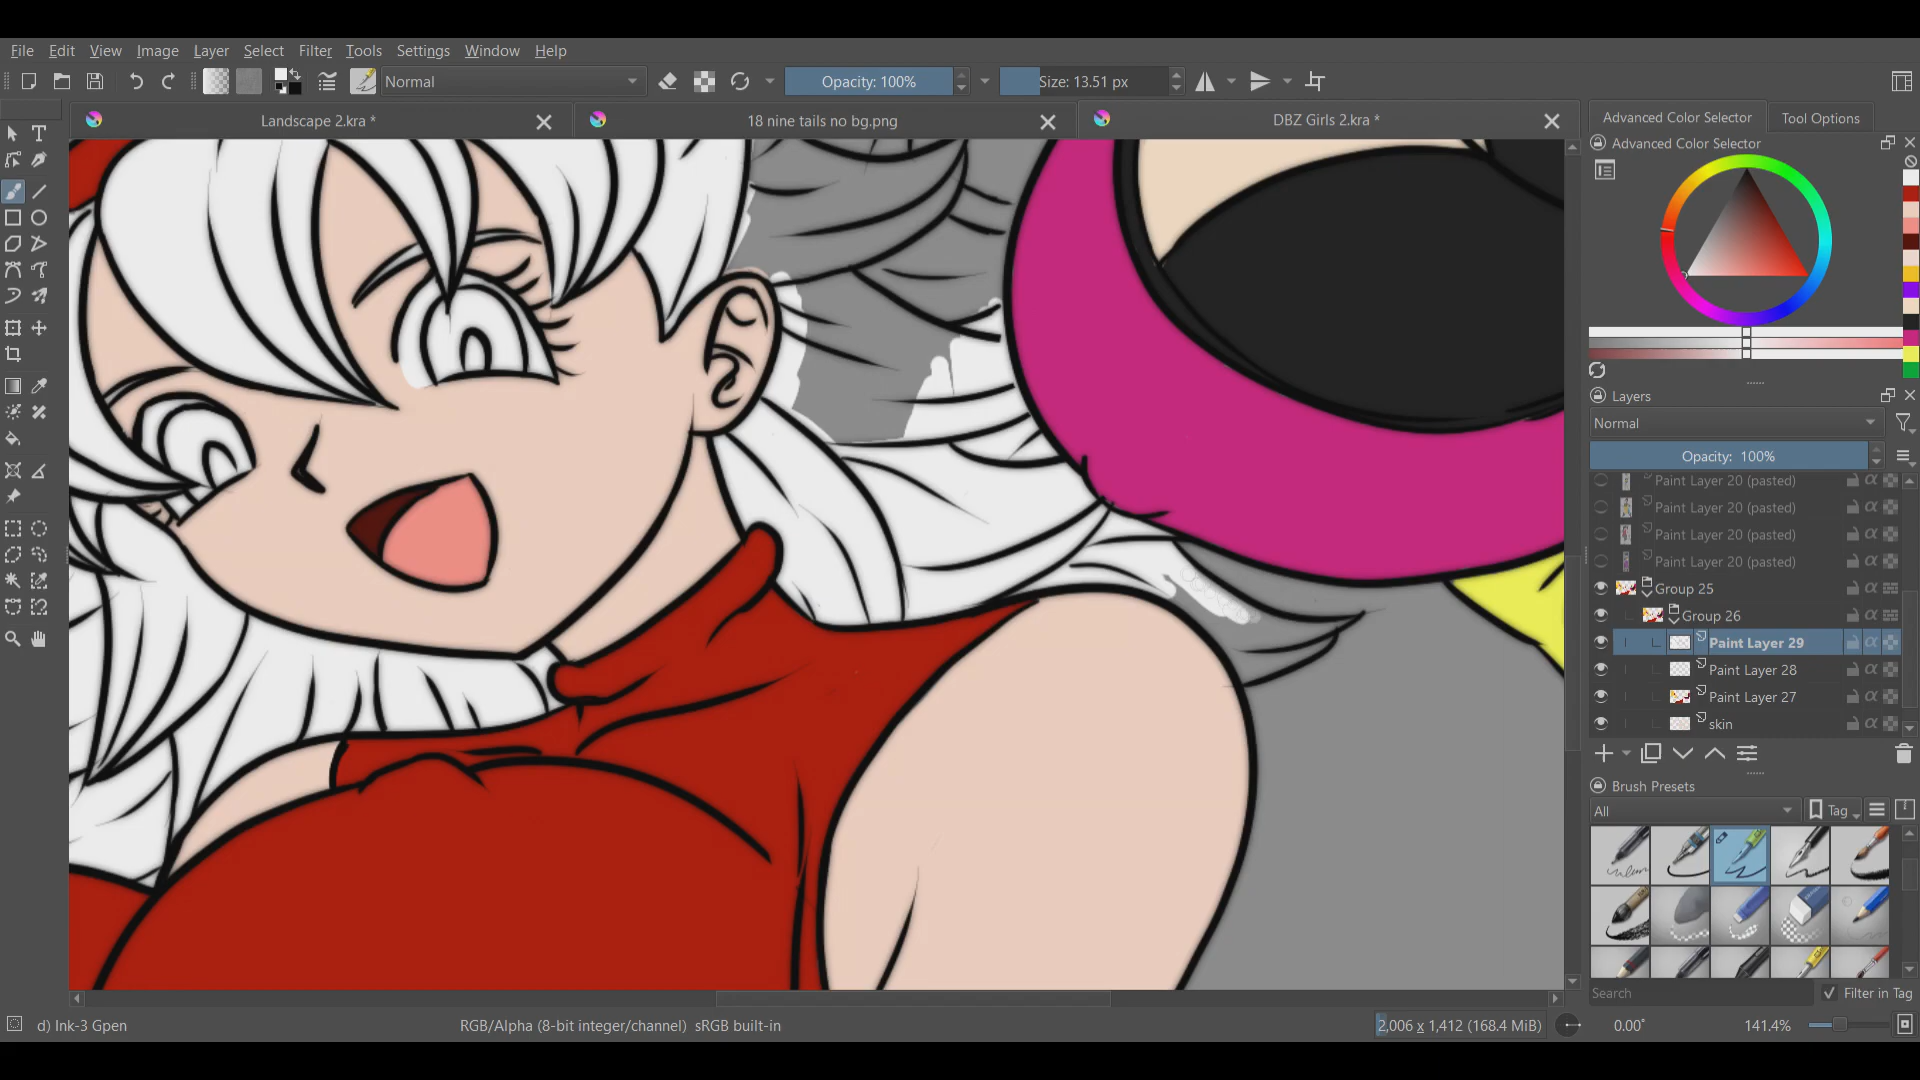 File Edit View Image Layer Select Filter Tools Settings Window Help
Normal Opacity: 100% Size: 13.51 px
Landscape 2.kra * 18 nine tails no bg.png DBZ Girls 2.kra *
Advanced Color Selector Tool Options
Advanced Color Selector
Layers
Normal
Opacity: 100%
Paint Layer 20 (pasted)
Paint Layer 20 (pasted)
Paint Layer 20 (pasted)
Paint Layer 20 (pasted)
Group 25
Group 26
Paint Layer 29
Paint Layer 28
Paint Layer 27
skin
Brush Presets
All Tag
Search Filter in Tag
d) Ink-3 Gpen RGB/Alpha (8-bit integer/channel) sRGB built-in 2,006 x 1,412 (168.4 MiB) 0.00° 141.4%